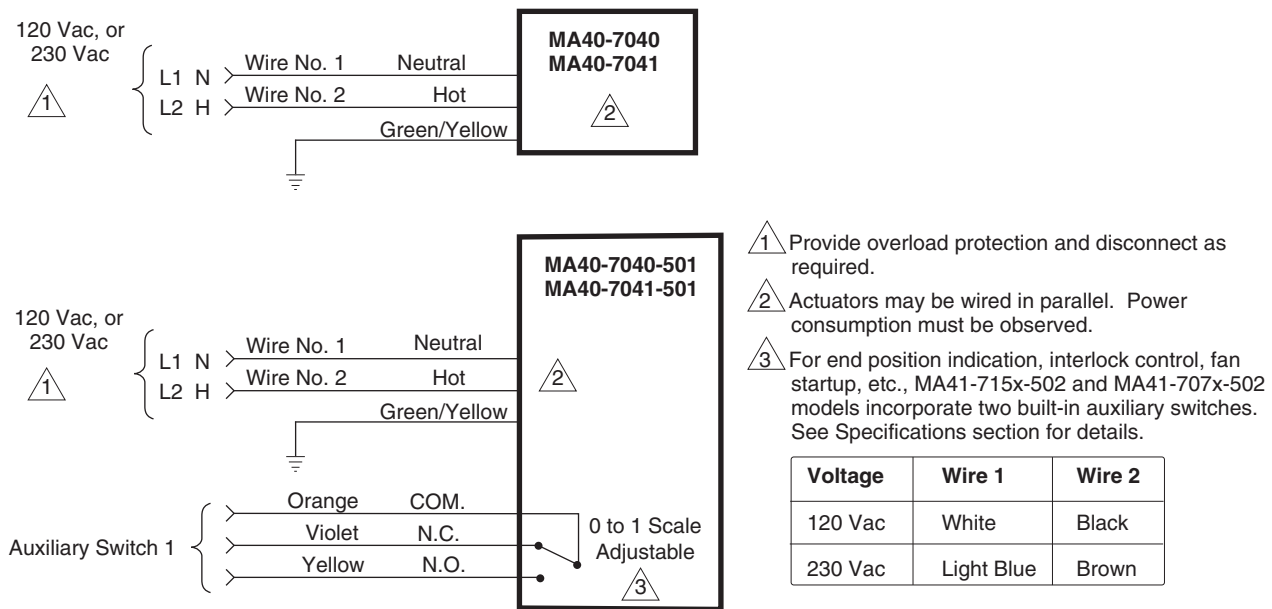 120 Vac, or
230 Vac
1
L1 N Wire No. 1 Neutral
L2 H Wire No. 2 Hot
Green/Yellow
MA40-7040
MA40-7041
2
120 Vac, or
230 Vac
1
L1 N Wire No. 1 Neutral
L2 H Wire No. 2 Hot
Green/Yellow
MA40-7040-501
MA40-7041-501
2
Auxiliary Switch 1
Orange COM.
Violet N.C.
Yellow N.O.
0 to 1 Scale
Adjustable
3
1 Provide overload protection and disconnect as
required.
2 Actuators may be wired in parallel. Power
consumption must be observed.
3 For end position indication, interlock control, fan
startup, etc., MA41-715x-502 and MA41-707x-502
models incorporate two built-in auxiliary switches.
See Specifications section for details.
Voltage Wire 1 Wire 2
120 Vac White Black
230 Vac Light Blue Brown